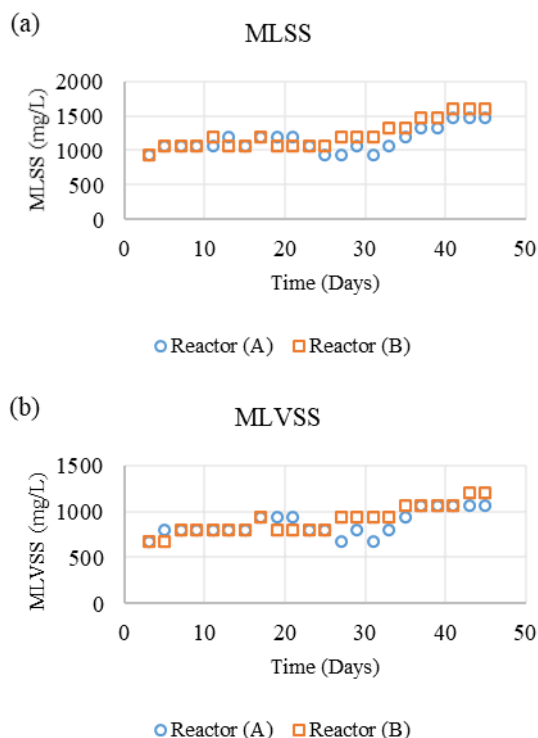 (a)
MLSS
2000
1500
1000
500
0
MLSS (mg/L)
0 10 20 30 40 50
Time (Days)
Reactor (A) Reactor (B)
(b)
MLVSS
1500
1000
500
0
MLVSS (mg/L)
0 10 20 30 40 50
Time (Days)
Reactor (A) Reactor (B)